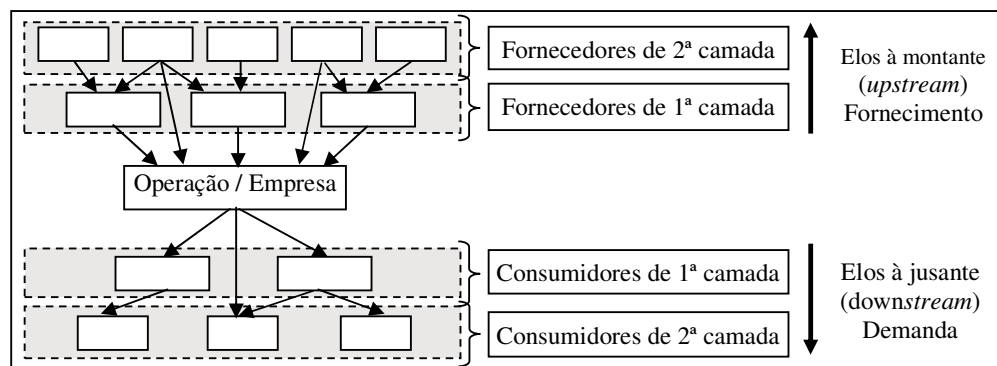 Fornecedores de 2ª camada
Elos à montante
(upstream)
Fornecimento
Fornecedores de 1ª camada
Operação / Empresa
Consumidores de 1ª camada
Elos à jusante
(downstream)
Demanda
Consumidores de 2ª camada